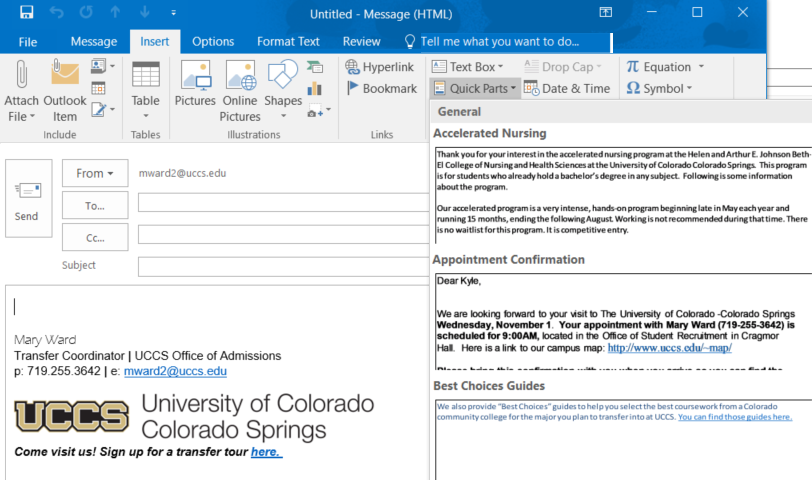 Untitled - Message (HTML)
File Message Insert Options Format Text Review Tell me what you want to do...
Attach File Outlook Item
Table
Pictures Online Pictures Shapes
Hyperlink
Bookmark
Text Box
Quick Parts
Drop Cap
Date & Time
Equation
Symbol
Include Tables Illustrations Links
Send
From mward2@uccs.edu
To...
Cc...
Subject
Mary Ward
Transfer Coordinator | UCCS Office of Admissions
p: 719.255.3642 | e: mward2@uccs.edu
UCCS University of Colorado
Colorado Springs
Come visit us! Sign up for a transfer tour here.
General
Accelerated Nursing
Thank you for your interest in the accelerated nursing program at the Helen and Arthur E. Johnson Beth-
El College of Nursing and Health Sciences at the University of Colorado Colorado Springs. This program
is for students who already hold a bachelor's degree in any subject. Following is some information
about the program.
Our accelerated program is a very intense, hands-on program beginning late in May each year and
running 15 months, ending the following August. Working is not recommended during that time. There
is no waitlist for this program. It is competitive entry.
Appointment Confirmation
Dear Kyle,
We are looking forward to your visit to The University of Colorado -Colorado Springs
Wednesday, November 1. Your appointment with Mary Ward (719-255-3642) is
scheduled for 9:00AM, located in the Office of Student Recruitment in Cragmor
Hall. Here is a link to our campus map: http://www.uccs.edu/~map/
Please bring this confirmation with you when you arrive so you can find the
Best Choices Guides
We also provide "Best Choices" guides to help you select the best coursework from a Colorado
community college for the major you plan to transfer into at UCCS. You can find those guides here.